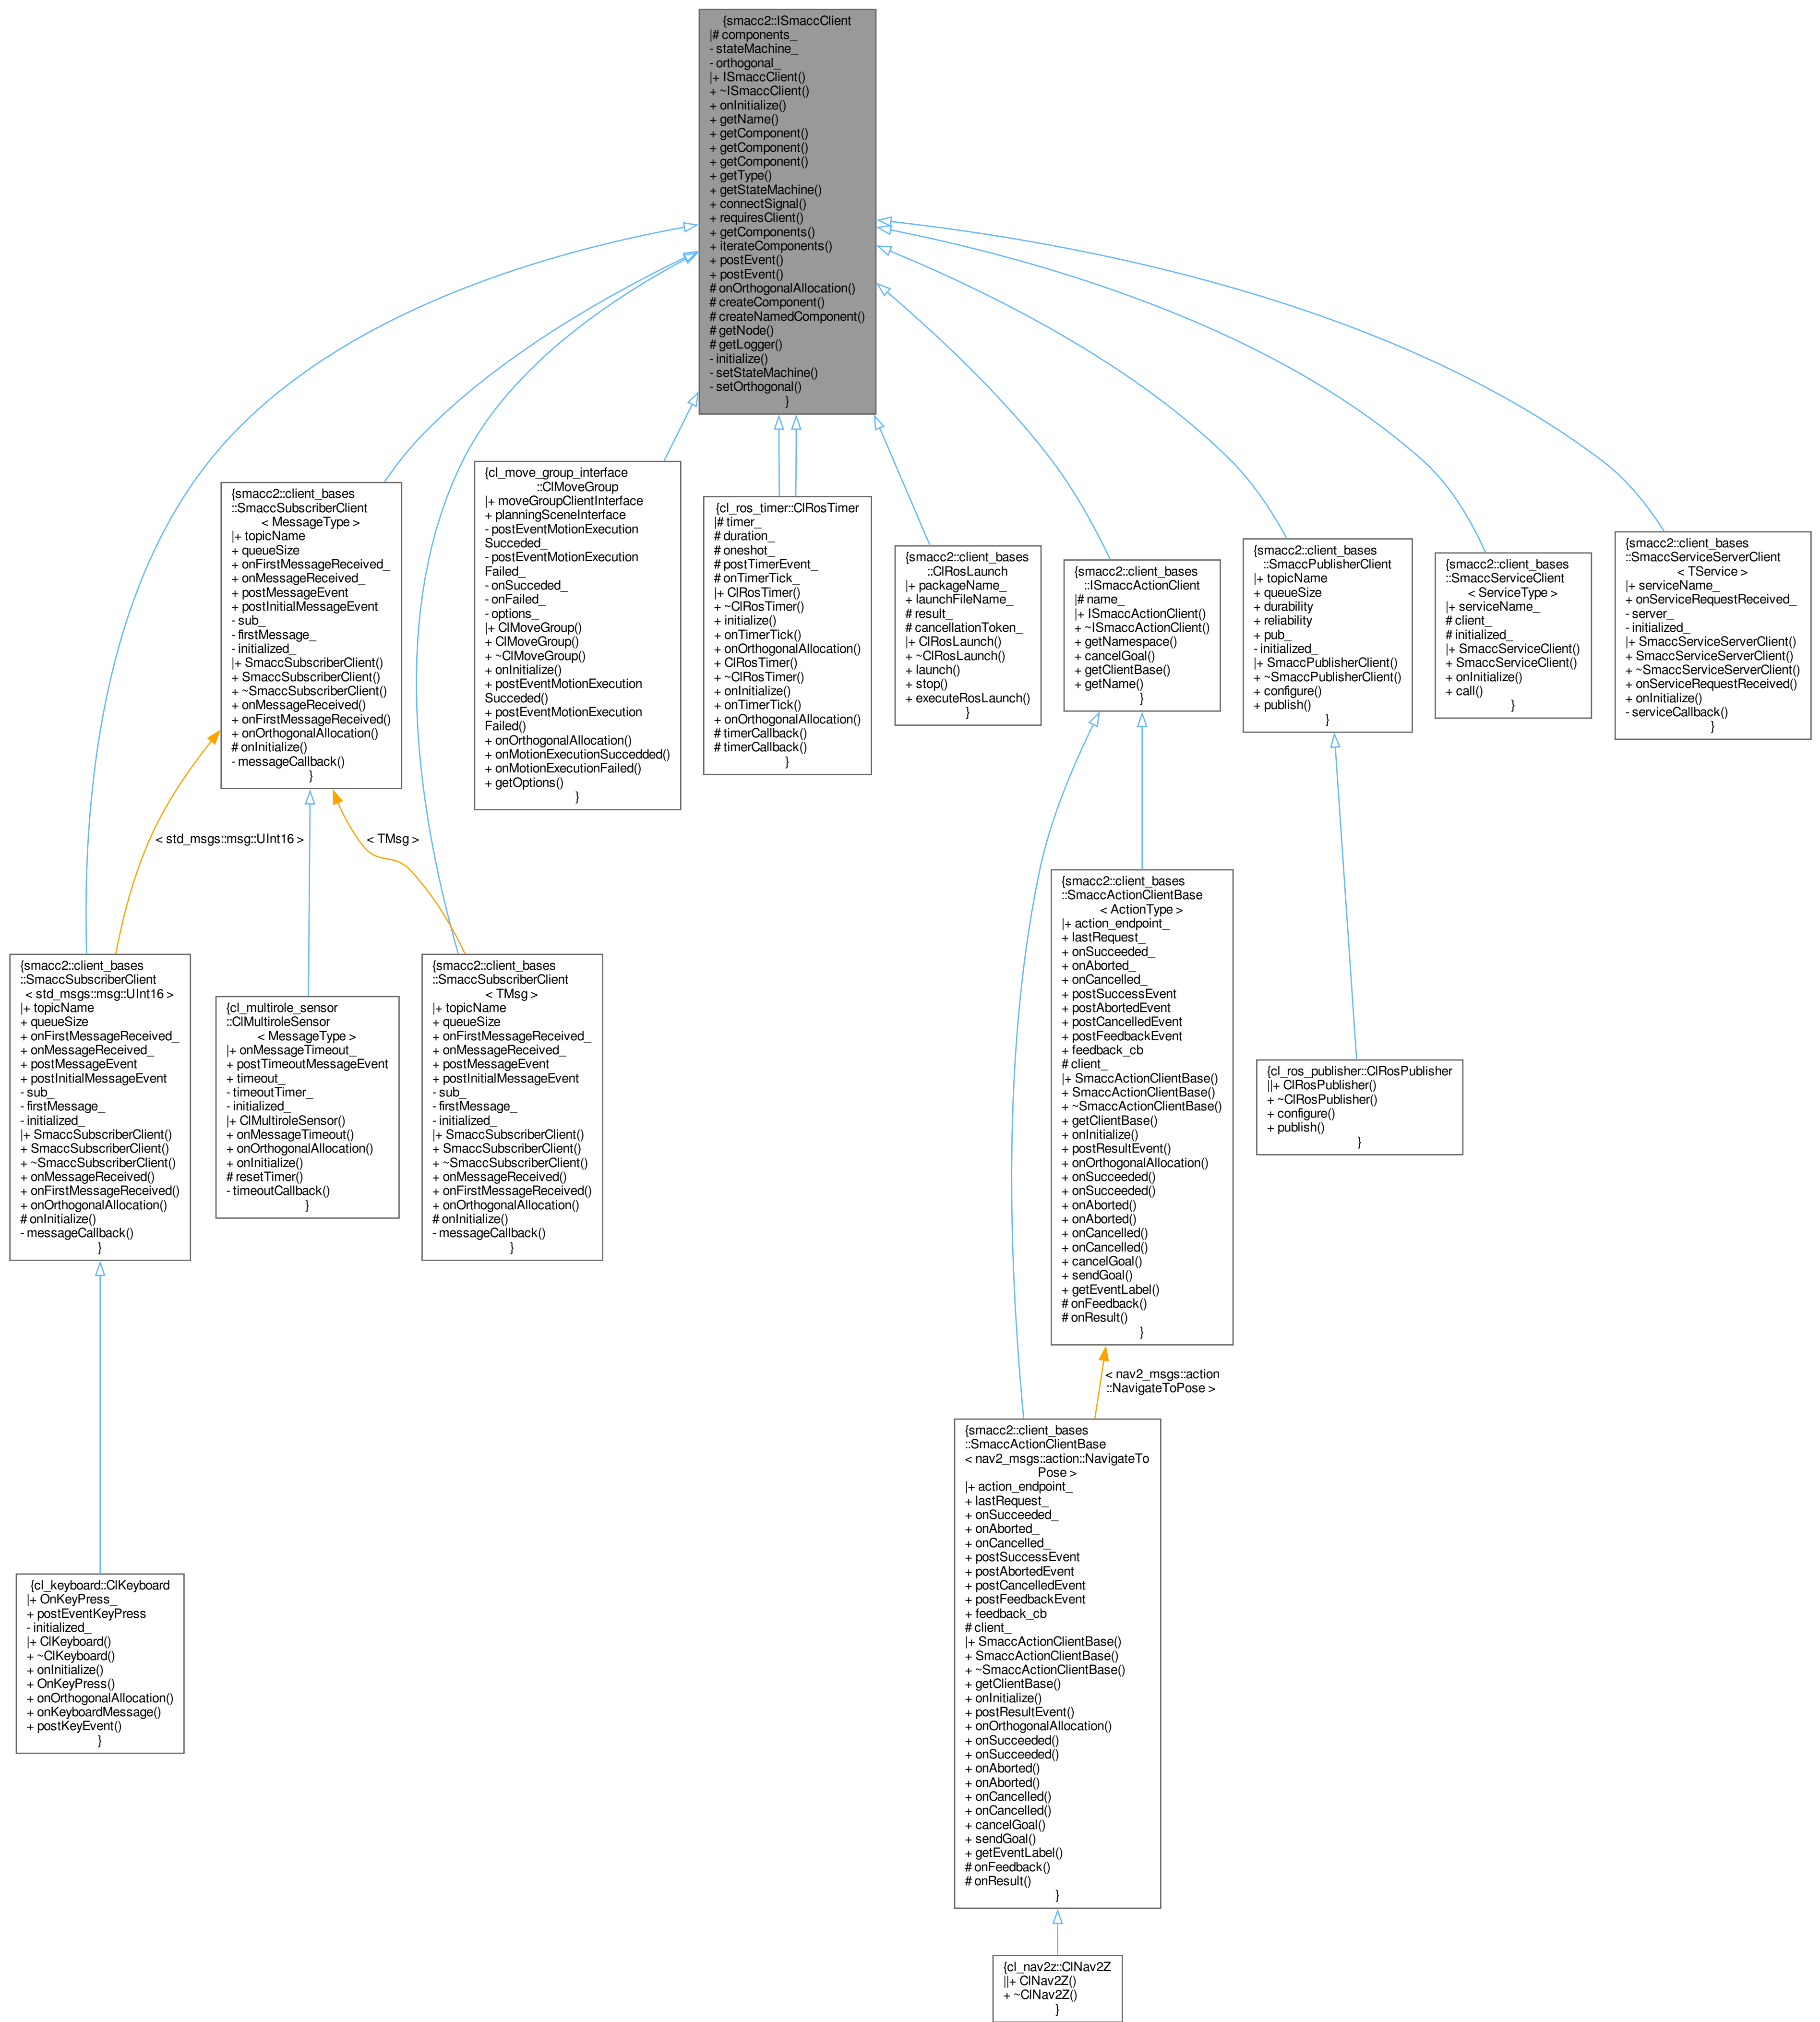 {smacc2::ISmaccClient
|# components_
- stateMachine_
- orthogonal_
|+ ISmaccClient()
+ ~ISmaccClient()
+ onInitialize()
+ getName()
+ getComponent()
+ getComponent()
+ getComponent()
+ getType()
+ getStateMachine()
+ connectSignal()
+ requiresClient()
+ getComponents()
+ iterateComponents()
+ postEvent()
+ postEvent()
# onOrthogonalAllocation()
# createComponent()
# createNamedComponent()
# getNode()
# getLogger()
- initialize()
- setStateMachine()
- setOrthogonal()
}
{smacc2::client_bases
::SmaccSubscriberClient
< MessageType >
|+ topicName
+ queueSize
+ onFirstMessageReceived_
+ onMessageReceived_
+ postMessageEvent
+ postInitialMessageEvent
- sub_
- firstMessage_
- initialized_
|+ SmaccSubscriberClient()
+ SmaccSubscriberClient()
+ ~SmaccSubscriberClient()
+ onMessageReceived()
+ onFirstMessageReceived()
+ onOrthogonalAllocation()
# onInitialize()
- messageCallback()
}
{cl_move_group_interface
::ClMoveGroup
|+ moveGroupClientInterface
+ planningSceneInterface
- postEventMotionExecution
Succeded_
- postEventMotionExecution
Failed_
- onSucceded_
- onFailed_
- options_
|+ ClMoveGroup()
+ ClMoveGroup()
+ ~ClMoveGroup()
+ onInitialize()
+ postEventMotionExecution
Succeded()
+ postEventMotionExecution
Failed()
+ onOrthogonalAllocation()
+ onMotionExecutionSuccedded()
+ onMotionExecutionFailed()
+ getOptions()
}
{cl_ros_timer::ClRosTimer
|# timer_
# duration_
# oneshot_
# postTimerEvent_
# onTimerTick_
|+ ClRosTimer()
+ ~ClRosTimer()
+ initialize()
+ onTimerTick()
+ onOrthogonalAllocation()
+ ClRosTimer()
+ ~ClRosTimer()
+ onInitialize()
+ onTimerTick()
+ onOrthogonalAllocation()
# timerCallback()
# timerCallback()
}
{smacc2::client_bases
::ClRosLaunch
|+ packageName_
+ launchFileName_
# result_
# cancellationToken_
|+ ClRosLaunch()
+ ~ClRosLaunch()
+ launch()
+ stop()
+ executeRosLaunch()
}
{smacc2::client_bases
::ISmaccActionClient
|# name_
|+ ISmaccActionClient()
+ ~ISmaccActionClient()
+ getNamespace()
+ cancelGoal()
+ getClientBase()
+ getName()
}
{smacc2::client_bases
::SmaccPublisherClient
|+ topicName
+ queueSize
+ durability
+ reliability
+ pub_
- initialized_
|+ SmaccPublisherClient()
+ ~SmaccPublisherClient()
+ configure()
+ publish()
}
{smacc2::client_bases
::SmaccServiceClient
< ServiceType >
|+ serviceName_
# client_
# initialized_
|+ SmaccServiceClient()
+ SmaccServiceClient()
+ onInitialize()
+ call()
}
{smacc2::client_bases
::SmaccServiceServerClient
< TService >
|+ serviceName_
+ onServiceRequestReceived_
- server_
- initialized_
|+ SmaccServiceServerClient()
+ SmaccServiceServerClient()
+ ~SmaccServiceServerClient()
+ onServiceRequestReceived()
+ onInitialize()
- serviceCallback()
}
< std_msgs::msg::UInt16 >
< TMsg >
{smacc2::client_bases
::SmaccSubscriberClient
< std_msgs::msg::UInt16 >
|+ topicName
+ queueSize
+ onFirstMessageReceived_
+ onMessageReceived_
+ postMessageEvent
+ postInitialMessageEvent
- sub_
- firstMessage_
- initialized_
|+ SmaccSubscriberClient()
+ SmaccSubscriberClient()
+ ~SmaccSubscriberClient()
+ onMessageReceived()
+ onFirstMessageReceived()
+ onOrthogonalAllocation()
# onInitialize()
- messageCallback()
}
{cl_multirole_sensor
::ClMultiroleSensor
< MessageType >
|+ onMessageTimeout_
+ postTimeoutMessageEvent
+ timeout_
- timeoutTimer_
- initialized_
|+ ClMultiroleSensor()
+ onMessageTimeout()
+ onOrthogonalAllocation()
+ onInitialize()
# resetTimer()
- timeoutCallback()
}
{smacc2::client_bases
::SmaccSubscriberClient
< TMsg >
|+ topicName
+ queueSize
+ onFirstMessageReceived_
+ onMessageReceived_
+ postMessageEvent
+ postInitialMessageEvent
- sub_
- firstMessage_
- initialized_
|+ SmaccSubscriberClient()
+ SmaccSubscriberClient()
+ ~SmaccSubscriberClient()
+ onMessageReceived()
+ onFirstMessageReceived()
+ onOrthogonalAllocation()
# onInitialize()
- messageCallback()
}
{smacc2::client_bases
::SmaccActionClientBase
< ActionType >
|+ action_endpoint_
+ lastRequest_
+ onSucceeded_
+ onAborted_
+ onCancelled_
+ postSuccessEvent
+ postAbortedEvent
+ postCancelledEvent
+ postFeedbackEvent
+ feedback_cb
# client_
|+ SmaccActionClientBase()
+ SmaccActionClientBase()
+ ~SmaccActionClientBase()
+ getClientBase()
+ onInitialize()
+ postResultEvent()
+ onOrthogonalAllocation()
+ onSucceeded()
+ onSucceeded()
+ onAborted()
+ onAborted()
+ onCancelled()
+ onCancelled()
+ cancelGoal()
+ sendGoal()
+ getEventLabel()
# onFeedback()
# onResult()
}
{cl_ros_publisher::ClRosPublisher
||+ ClRosPublisher()
+ ~ClRosPublisher()
+ configure()
+ publish()
}
< nav2_msgs::action
::NavigateToPose >
{smacc2::client_bases
::SmaccActionClientBase
< nav2_msgs::action::NavigateTo
Pose >
|+ action_endpoint_
+ lastRequest_
+ onSucceeded_
+ onAborted_
+ onCancelled_
+ postSuccessEvent
+ postAbortedEvent
+ postCancelledEvent
+ postFeedbackEvent
+ feedback_cb
# client_
|+ SmaccActionClientBase()
+ SmaccActionClientBase()
+ ~SmaccActionClientBase()
+ getClientBase()
+ onInitialize()
+ postResultEvent()
+ onOrthogonalAllocation()
+ onSucceeded()
+ onSucceeded()
+ onAborted()
+ onAborted()
+ onCancelled()
+ onCancelled()
+ cancelGoal()
+ sendGoal()
+ getEventLabel()
# onFeedback()
# onResult()
}
{cl_keyboard::ClKeyboard
|+ OnKeyPress_
+ postEventKeyPress
- initialized_
|+ ClKeyboard()
+ ~ClKeyboard()
+ onInitialize()
+ OnKeyPress()
+ onOrthogonalAllocation()
+ onKeyboardMessage()
+ postKeyEvent()
}
{cl_nav2z::ClNav2Z
||+ ClNav2Z()
+ ~ClNav2Z()
}